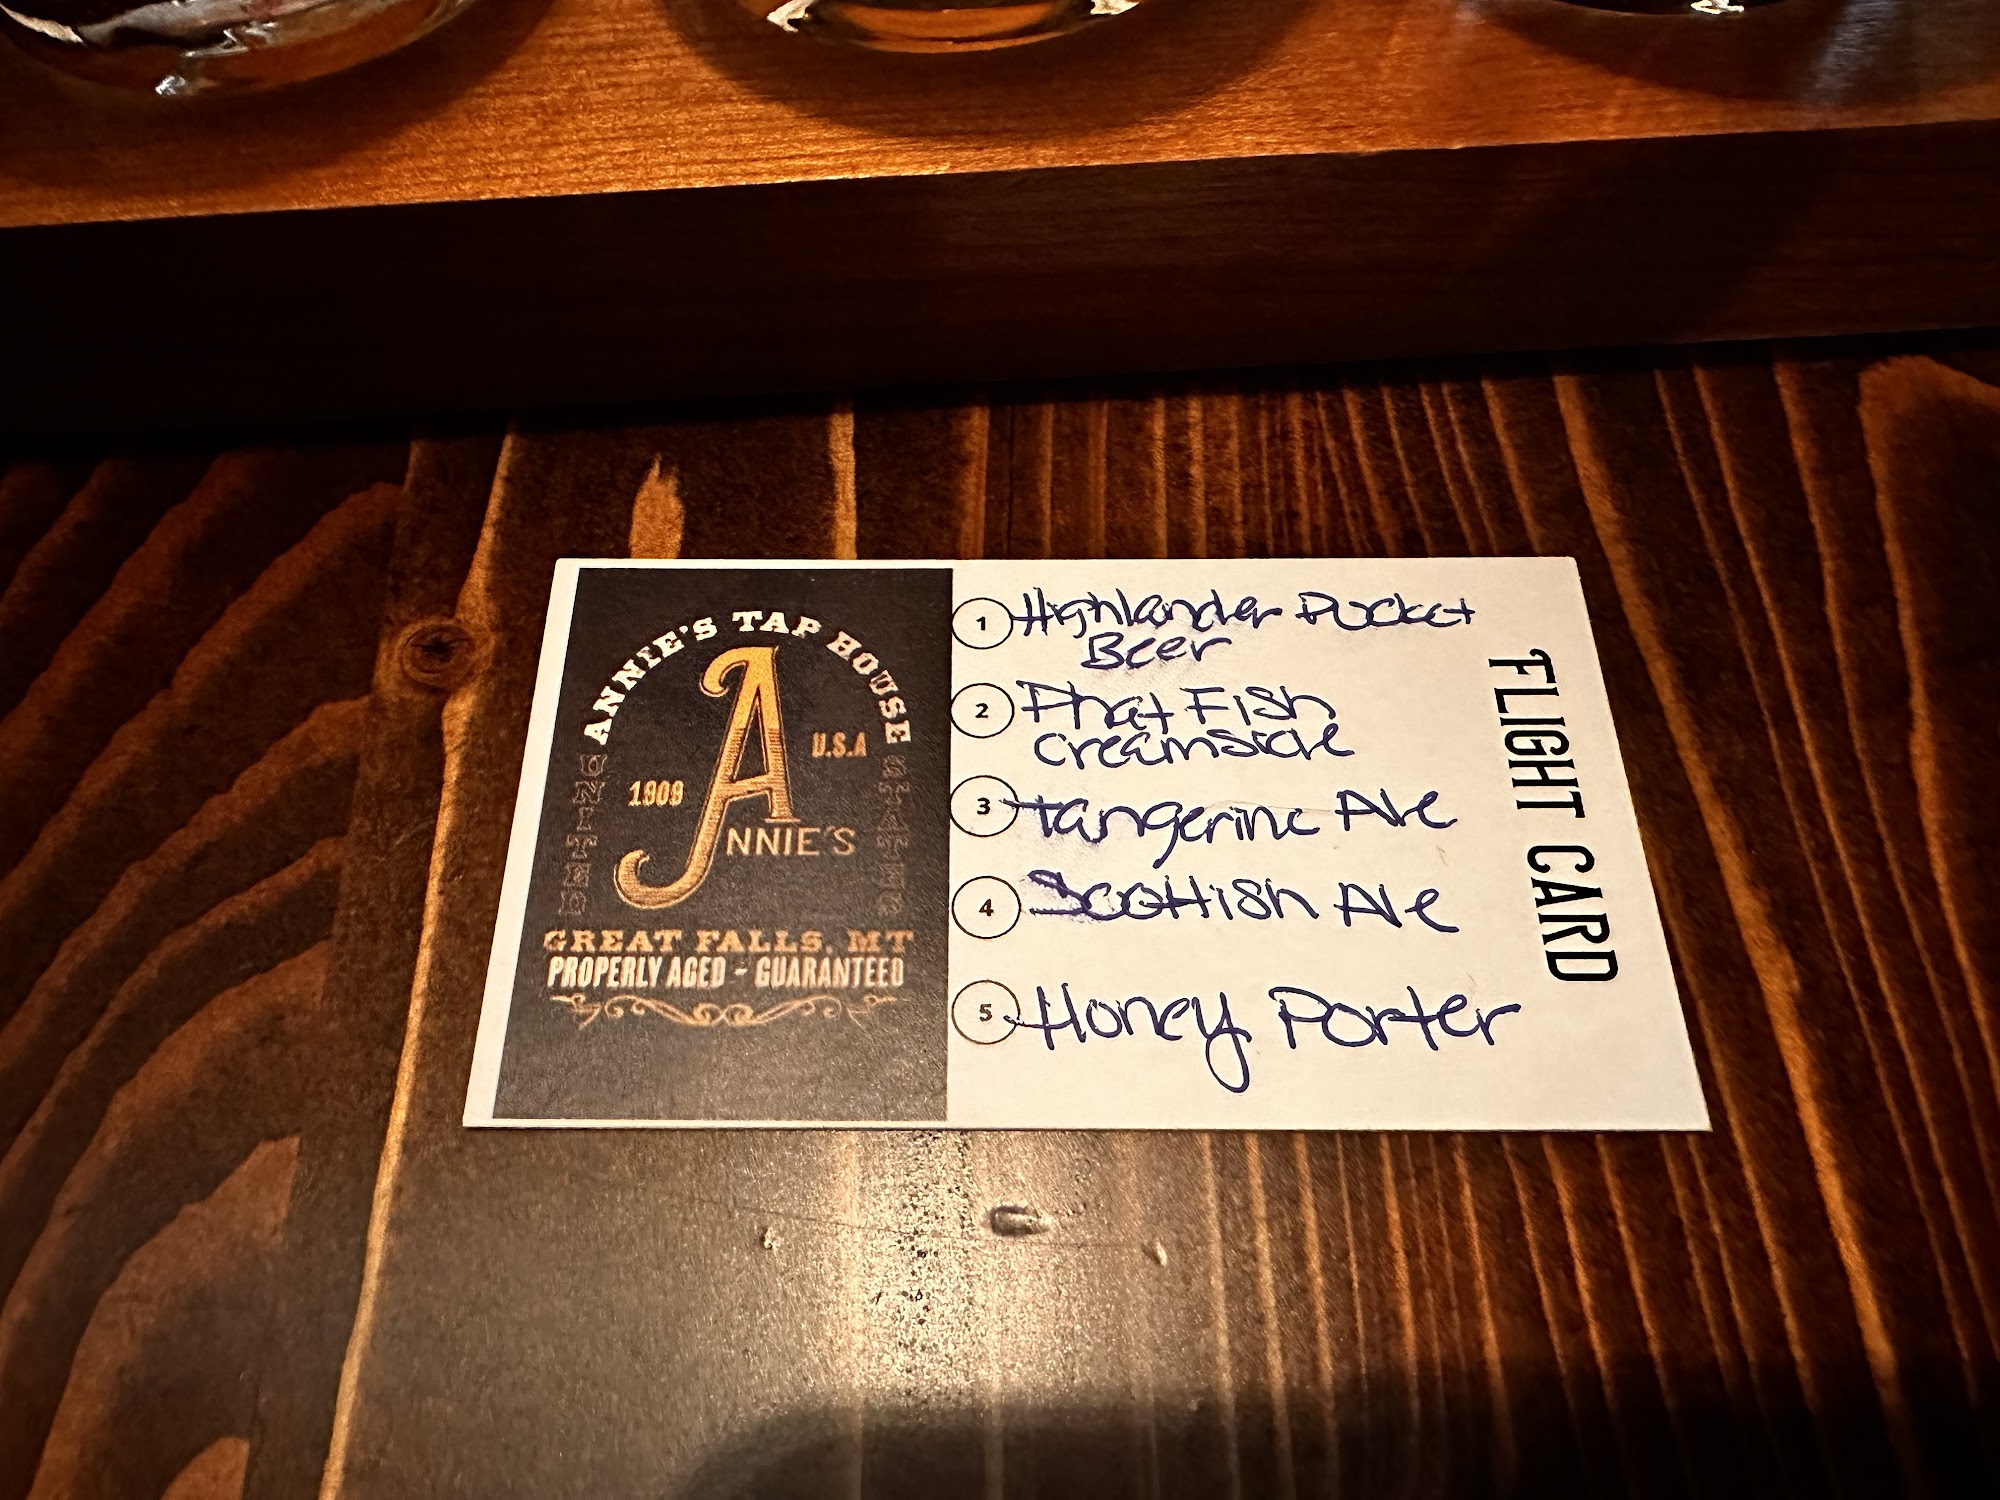 ANNIE'S TAP HOUSE
U.S.A
1909
ANNIE'S
UNITED
STATES
GREAT FALLS, MT
PROPERLY AGED - GUARANTEED
1 Highlander Pocket
Beer
2 Phat Fish
creamsicle
3 Tangerine Ale
4 Scottish Ale
5 Honey Porter
FLIGHT CARD